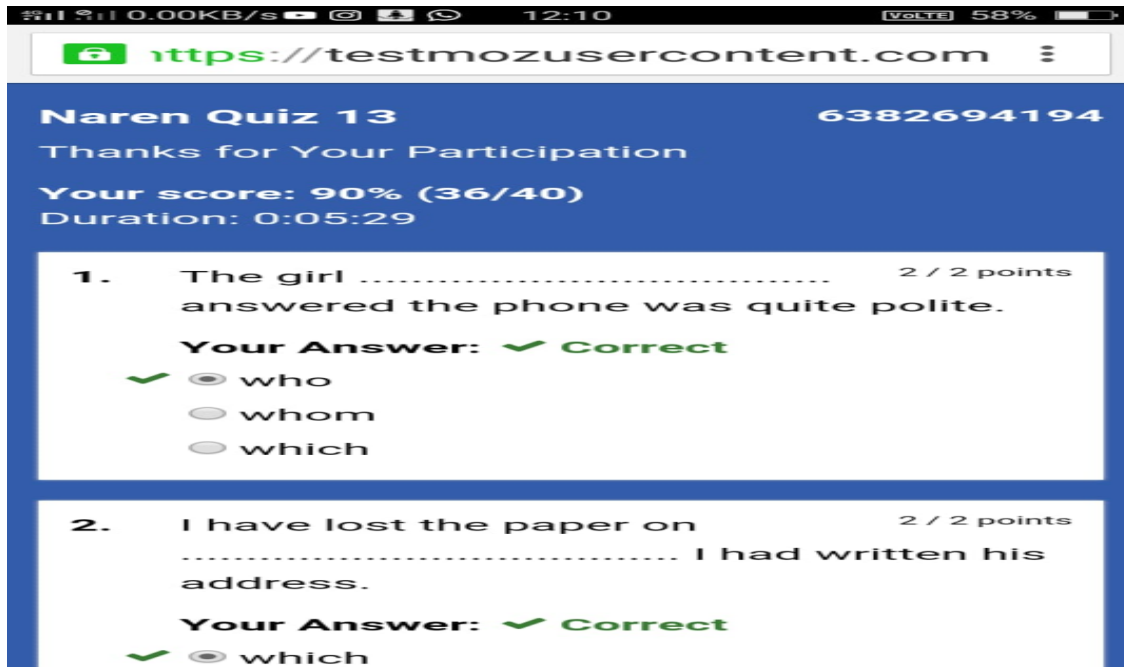 0.00KB/s 12:10 VoLTE 58%
https://testmozusercontent.com
Naren Quiz 13 6382694194
Thanks for Your Participation
Your score: 90% (36/40)
Duration: 0:05:29
1. The girl .................................... 2 / 2 points
answered the phone was quite polite.
Your Answer: ✔ Correct
who
whom
which
2. I have lost the paper on 2 / 2 points
...................................... I had written his
address.
Your Answer: ✔ Correct
which